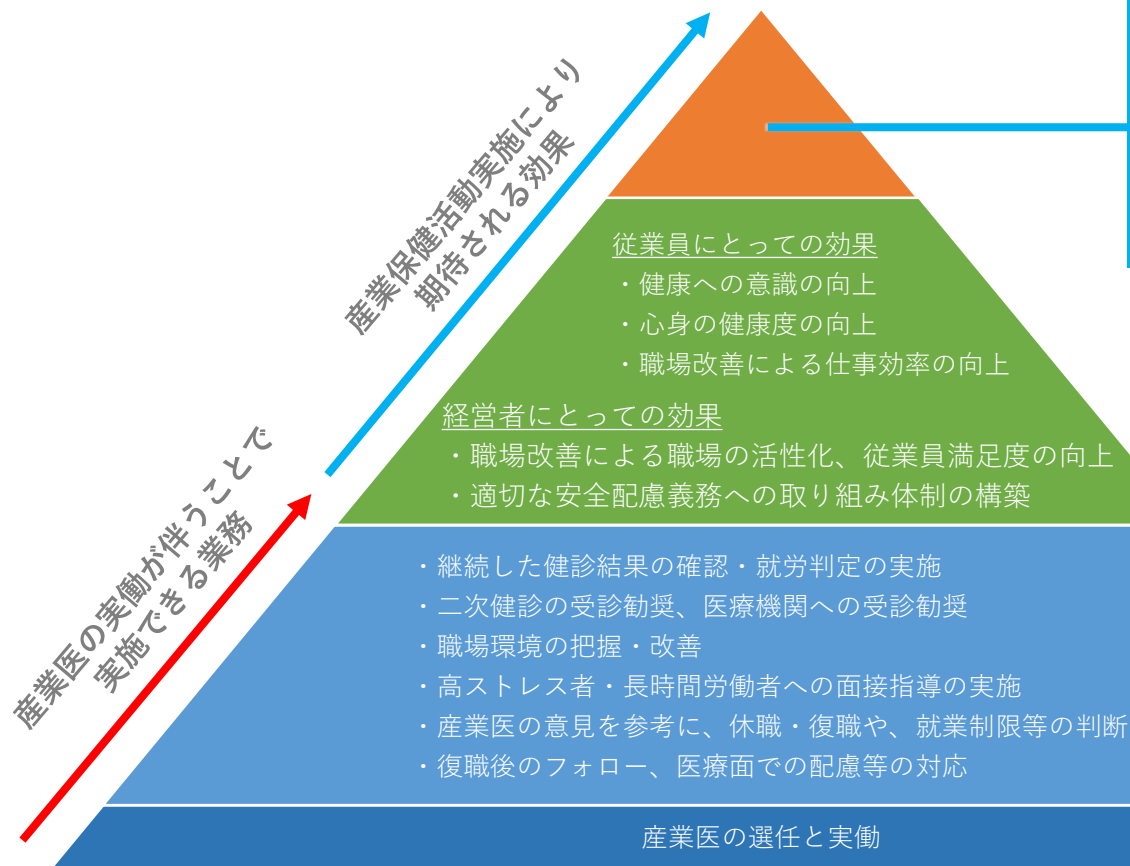 産業保健活動実施により
期待される効果
従業員にとっての効果
・健康への意識の向上
・心身の健康度の向上
・職場改善による仕事効率の向上
経営者にとっての効果
・職場改善による職場の活性化、従業員満足度の向上
・適切な安全配慮義務への取り組み体制の構築
産業医の実働が伴うことで
実施できる業務
・継続した健診結果の確認・就労判定の実施
・二次健診の受診勧奨、医療機関への受診勧奨
・職場環境の把握・改善
・高ストレス者・長時間労働者への面接指導の実施
・産業医の意見を参考に、休職・復職や、就業制限等の判断
・復職後のフォロー、医療面での配慮等の対応
産業医の選任と実働